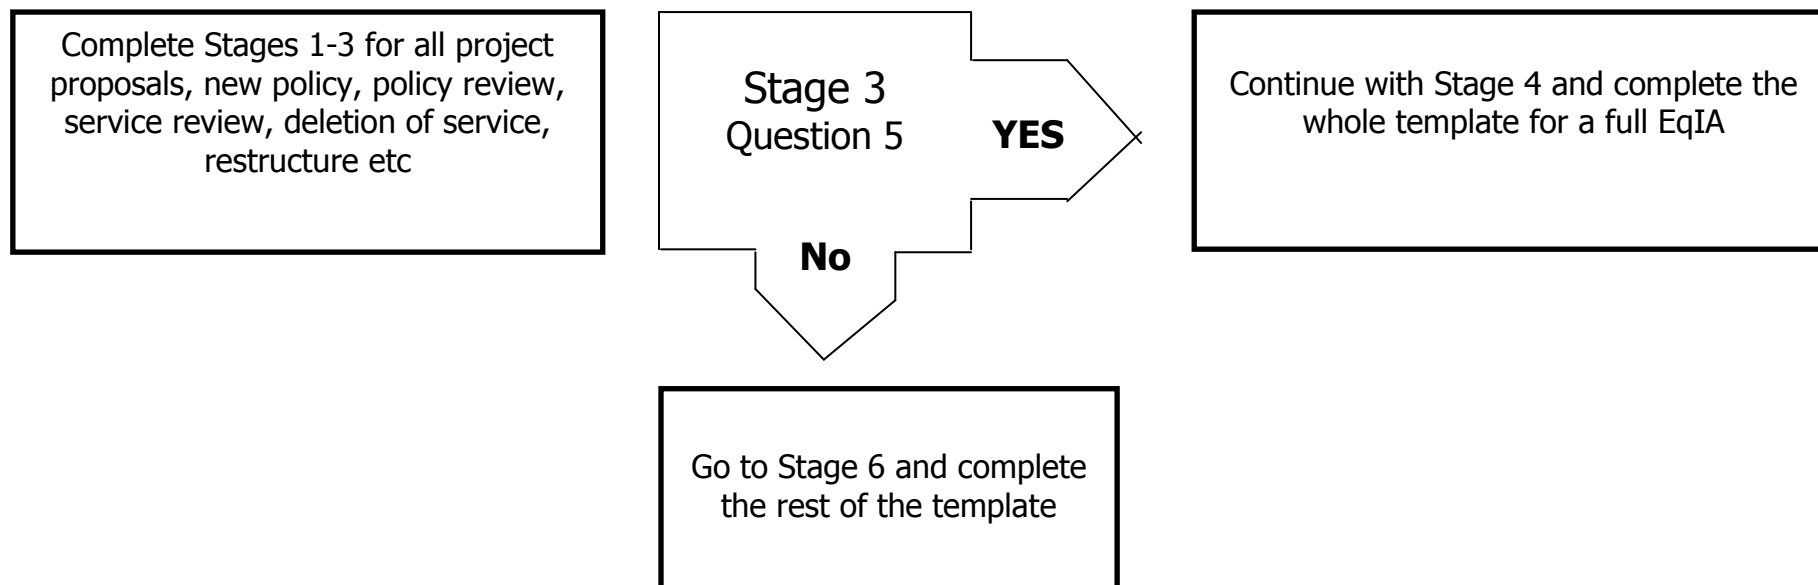 Complete Stages 1-3 for all project
proposals, new policy, policy review,
service review, deletion of service,
restructure etc
Stage 3
Question 5
YES
No
Continue with Stage 4 and complete the
whole template for a full EqIA
Go to Stage 6 and complete
the rest of the template